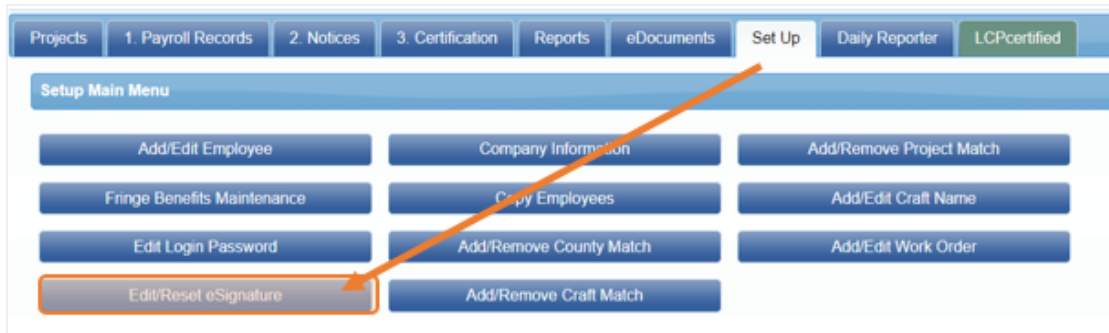 Projects 1. Payroll Records 2. Notices 3. Certification Reports eDocuments Set Up Daily Reporter LCPcertified
Setup Main Menu
Add/Edit Employee Company Information Add/Remove Project Match
Fringe Benefits Maintenance Copy Employees Add/Edit Craft Name
Edit Login Password Add/Remove County Match Add/Edit Work Order
Edit/Reset eSignature Add/Remove Craft Match